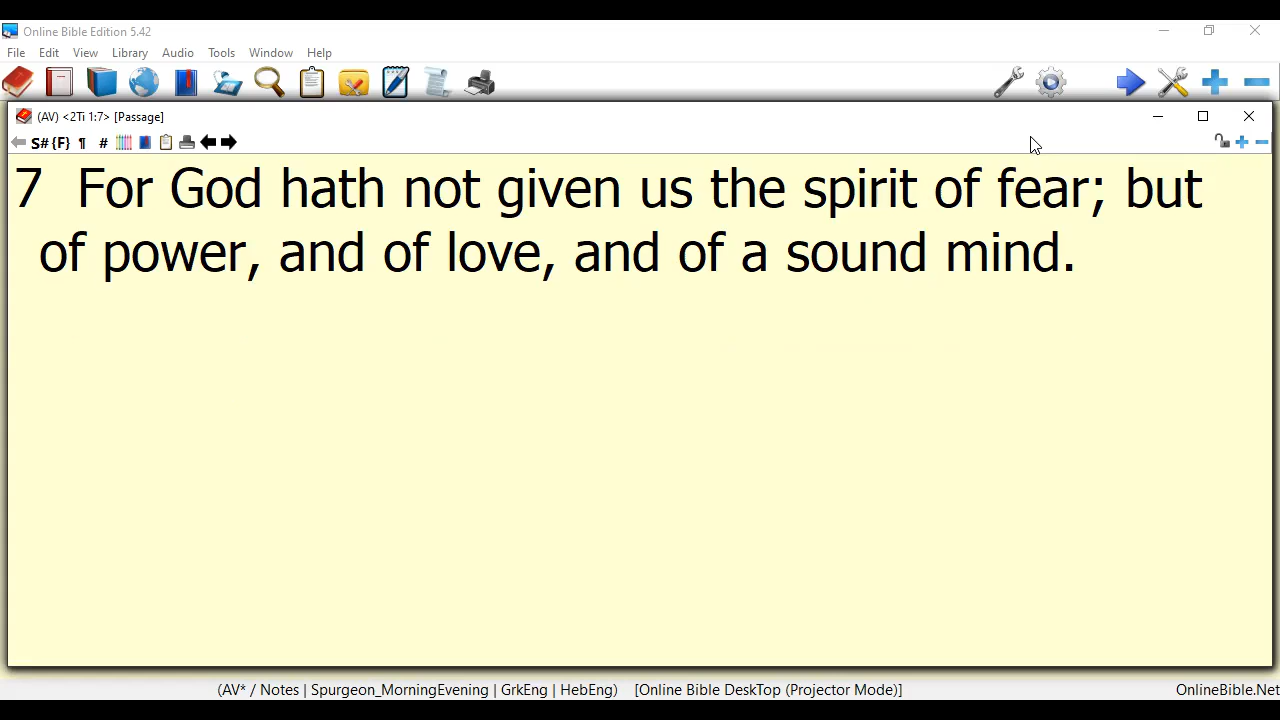 Online Bible Edition 5.42
File Edit View Library Audio Tools Window Help
(AV) <2Ti 1:7> [Passage]
S# {F} ¶ #
7 For God hath not given us the spirit of fear; but
of power, and of love, and of a sound mind.
(AV* / Notes | Spurgeon_MorningEvening | GrkEng | HebEng) [Online Bible DeskTop (Projector Mode)] OnlineBible.Net